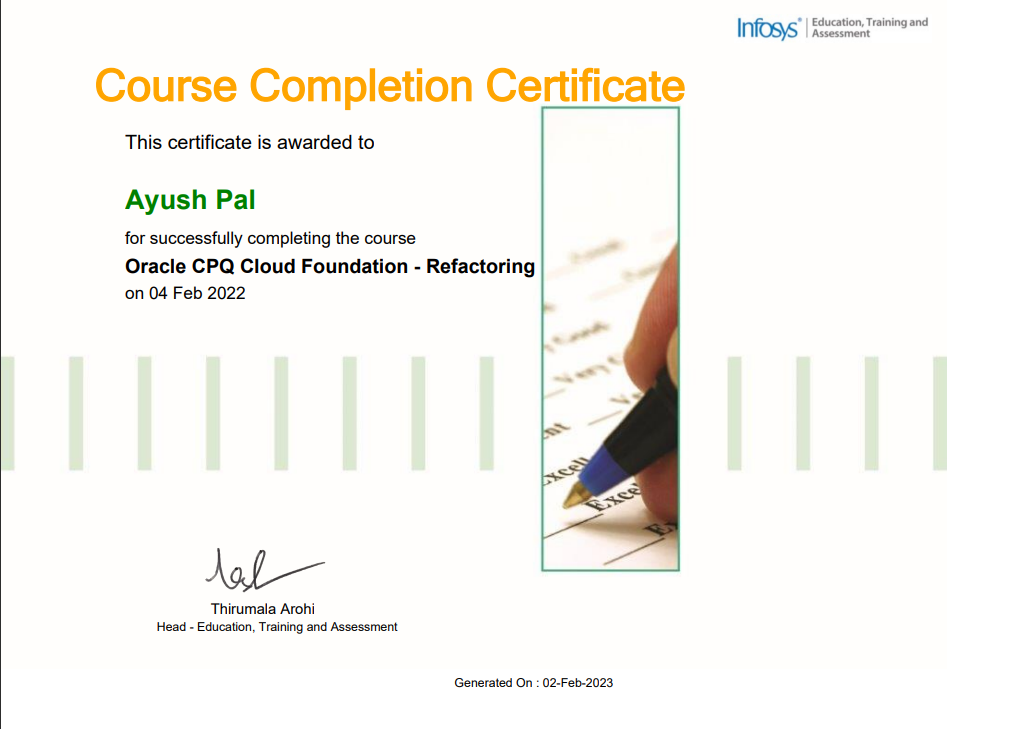 Infosys® | Education, Training and
Assessment
Course Completion Certificate
This certificate is awarded to
Ayush Pal
for successfully completing the course
Oracle CPQ Cloud Foundation - Refactoring
on 04 Feb 2022
Excell
Exce
Thirumala Arohi
Head - Education, Training and Assessment
Generated On : 02-Feb-2023